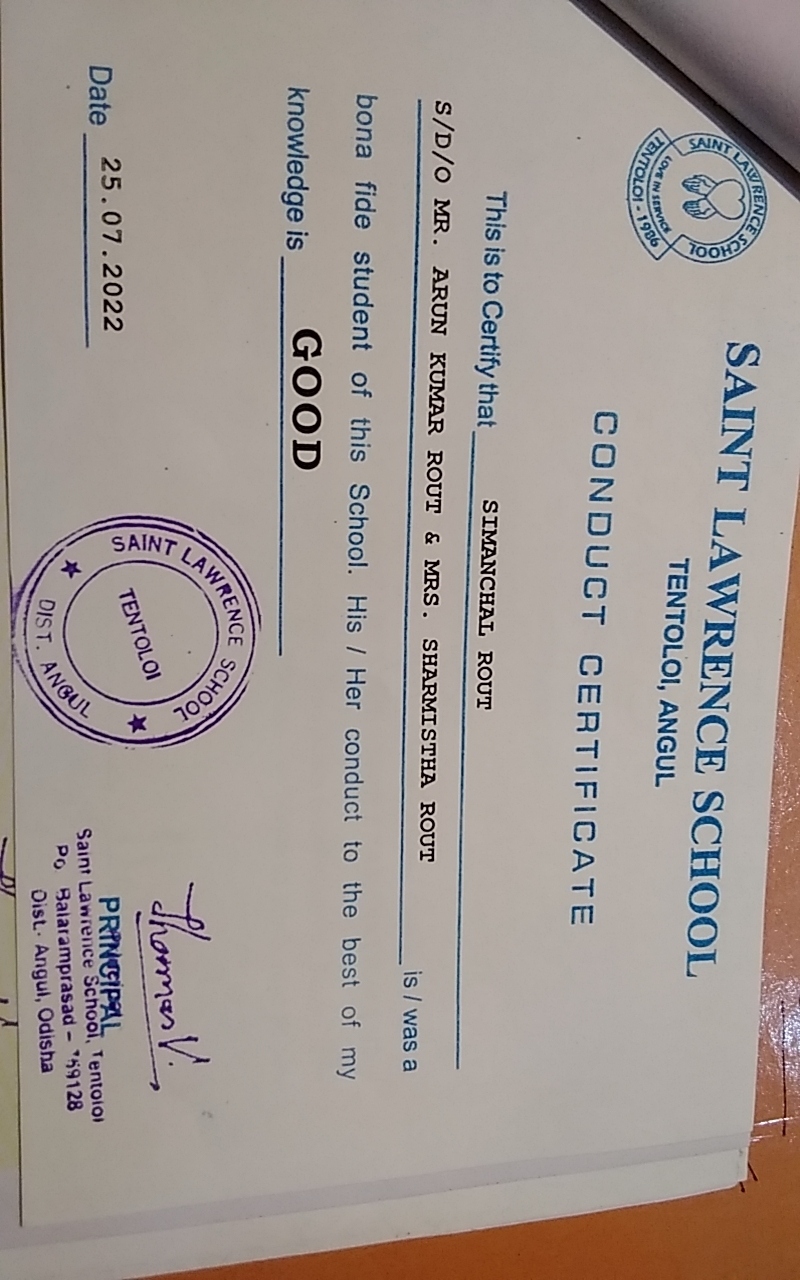 SAINT LAWRENCE SCHOOL
TENTOLOI - 1986
LOVE IN SERVICE
SAINT LAWRENCE SCHOOL
TENTOLOI, ANGUL
CONDUCT CERTIFICATE
This is to Certify that SIMANCHAL ROUT
S/D/O MR. ARUN KUMAR ROUT & MRS. SHARMISTHA ROUT is / was a
bona fide student of this School. His / Her conduct to the best of my
knowledge is GOOD
Date 25.07.2022
SAINT LAWRENCE SCHOOL
TENTOLOI
DIST. ANGUL
Thomas V.
PRINCIPAL
Saint Lawrence School, Tentoloi
Po. Balaramprasad - 759128
Dist. Angul, Odisha